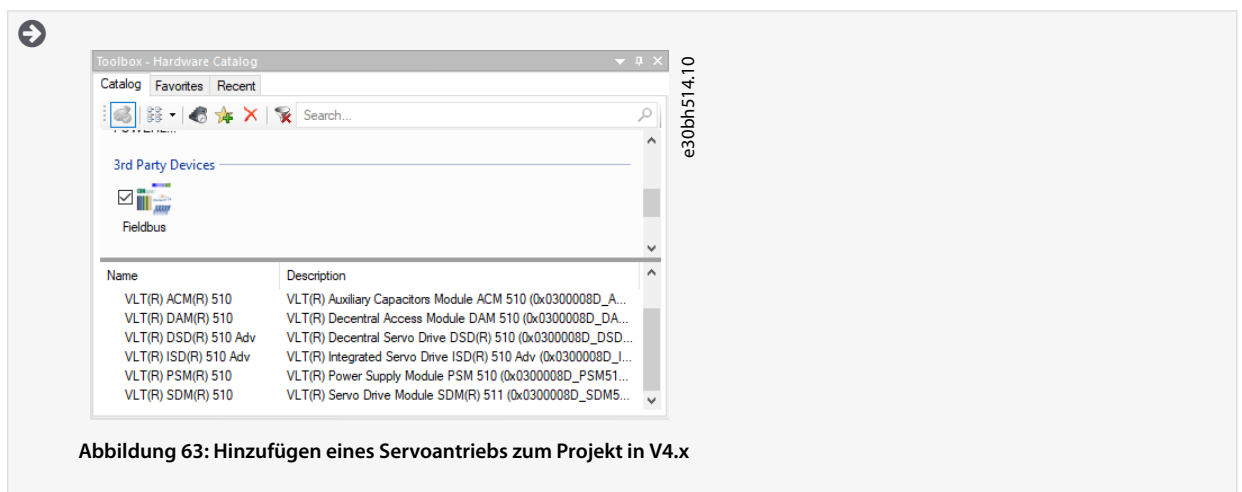 Toolbox - Hardware Catalog
Catalog Favorites Recent
Search...
3rd Party Devices
Fieldbus
Name Description
VLT(R) ACM(R) 510 VLT(R) Auxiliary Capacitors Module ACM 510 (0x0300008D_A...
VLT(R) DAM(R) 510 VLT(R) Decentral Access Module DAM 510 (0x0300008D_DA...
VLT(R) DSD(R) 510 Adv VLT(R) Decentral Servo Drive DSD(R) 510 (0x0300008D_DSD...
VLT(R) ISD(R) 510 Adv VLT(R) Integrated Servo Drive ISD(R) 510 Adv (0x0300008D_I...
VLT(R) PSM(R) 510 VLT(R) Power Supply Module PSM 510 (0x0300008D_PSM51...
VLT(R) SDM(R) 510 VLT(R) Servo Drive Module SDM(R) 511 (0x0300008D_SDM5...
e30bh514.10
Abbildung 63: Hinzufügen eines Servoantriebs zum Projekt in V4.x